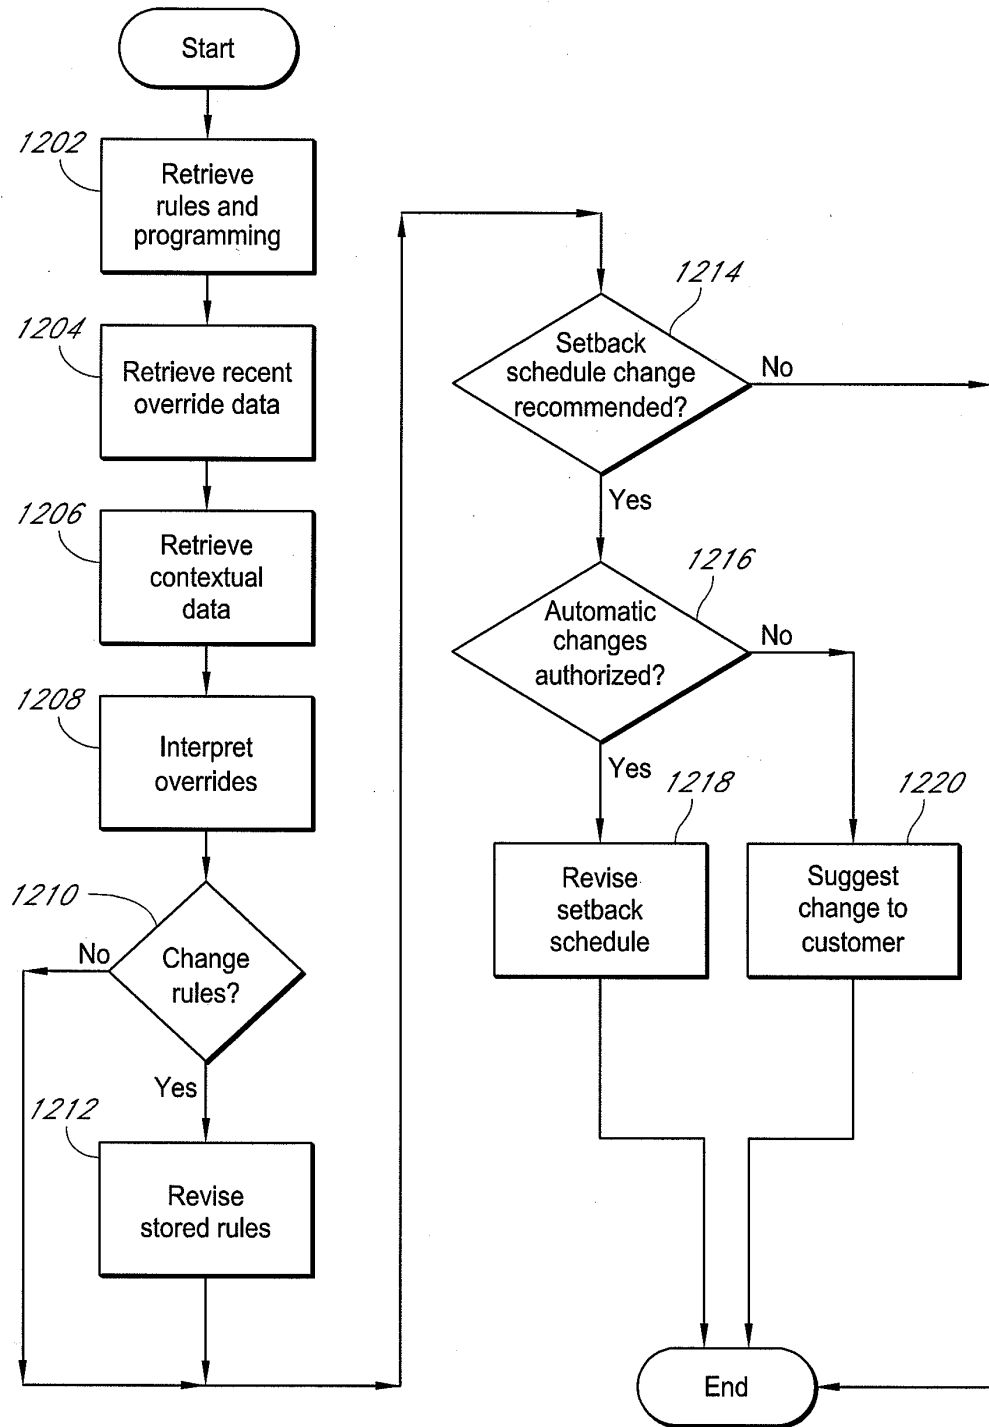 Start
1202
Retrieve
rules and
programming
1204
Retrieve recent
override data
1206
Retrieve
contextual
data
1208
Interpret
overrides
1210
No
Change
rules?
Yes
1212
Revise
stored rules
1214
Setback
schedule change
recommended?
No
Yes
1216
Automatic
changes
authorized?
No
Yes
1218
Revise
setback
schedule
1220
Suggest
change to
customer
End